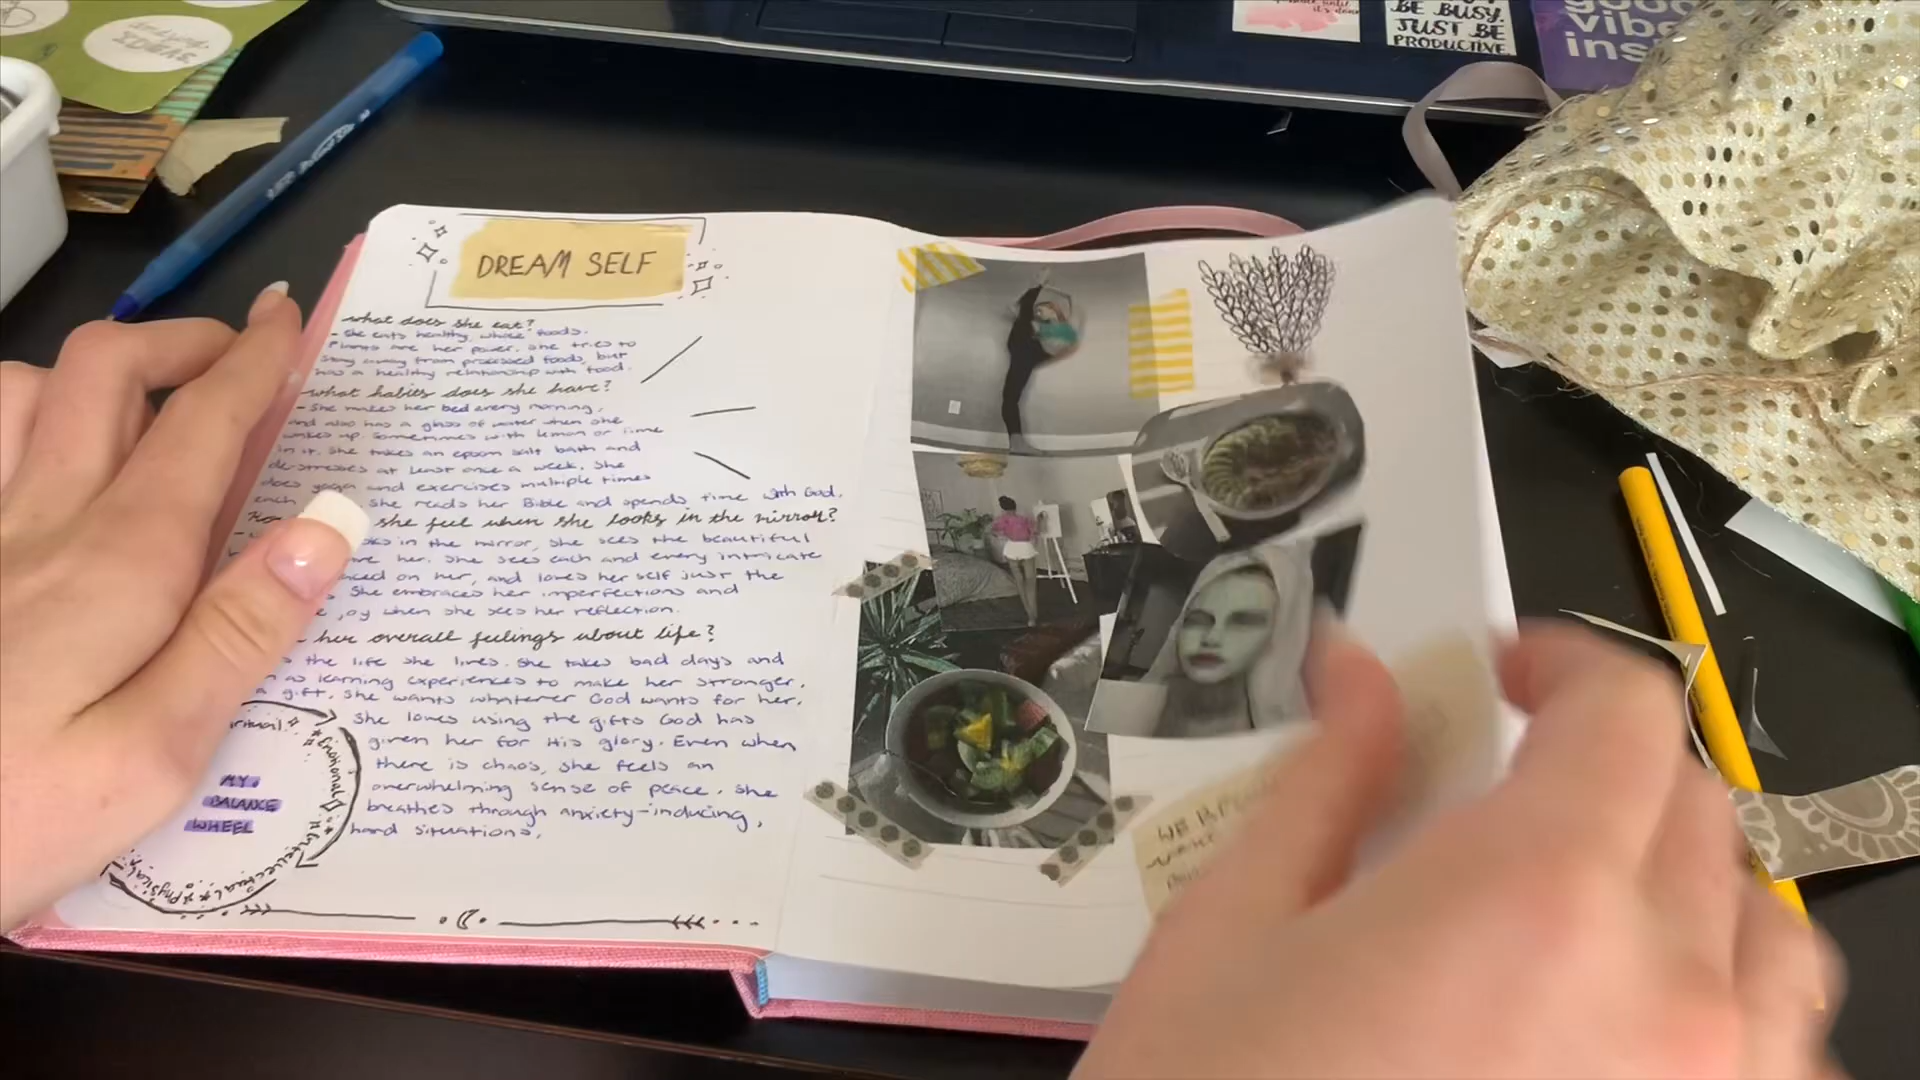 BE BUSY.
JUST BE
PRODUCTIVE.
good
vibe
ins
DREAM SELF
what does she eat?
- She eats healthy, whole foods.
Plants are her power. She tries to
stay away from processed foods, but
has a healthy relationship with food.
what habits does she have?
- She makes her bed every morning,
and also has a glass of water when she
wakes up. Sometimes with lemon or lime
in it. She takes an epsom salt bath and
de-stresses at least once a week. She
does yoga and exercises multiple times
each she reads her Bible and spends time with God.
she feel when she looks in the mirror?
in the mirror, she sees the beautiful
her. She sees each and every intricate
on her, and loves herself just the
She embraces her imperfections and
joy when she sees her reflection.
her overall feelings about life?
the life she lives. She takes bad days and
as learning experiences to make her stronger.
a gift. She wants whatever God wants for her.
She loves using the gifts God has
given her for His glory. Even when
there is chaos, she feels an
overwhelming sense of peace. She
breathes through anxiety-inducing,
hard situations.
Emotional
MY
BALANCE
WHEEL
Intellectual
Physical